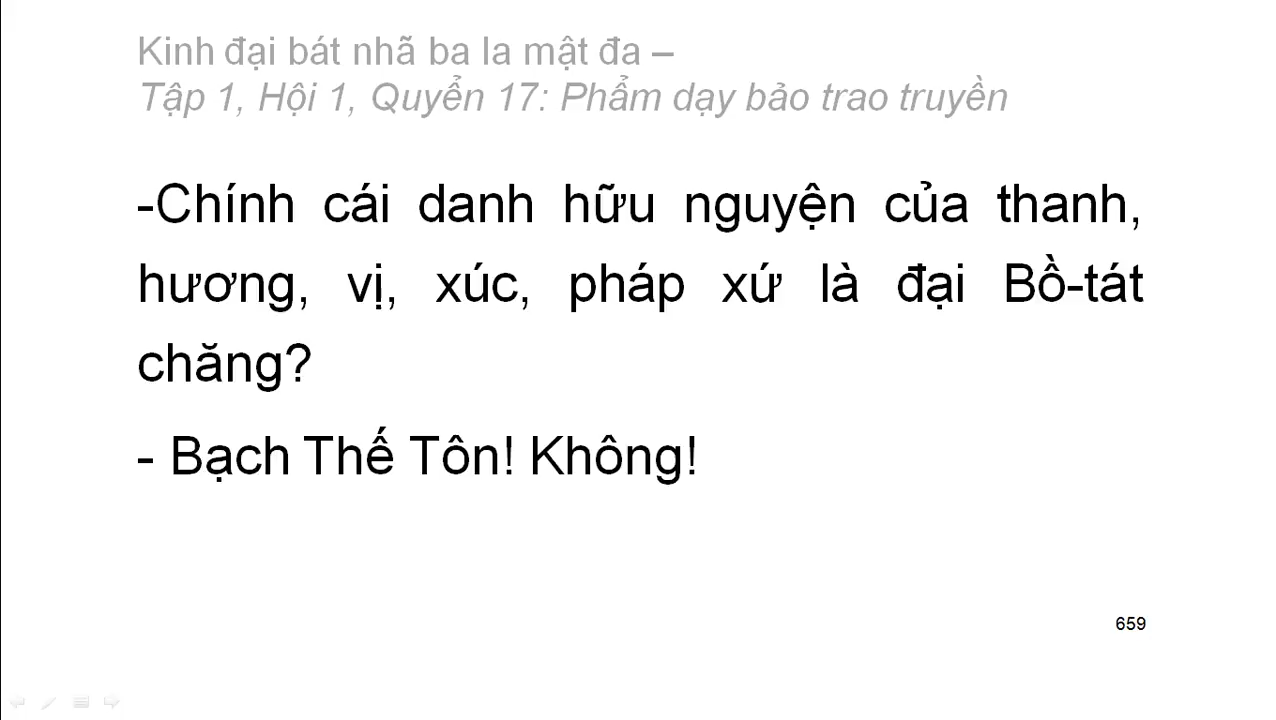 Kinh đại bát nhã ba la mật đa –
Tập 1, Hội 1, Quyển 17: Phẩm dạy bảo trao truyền
-Chính cái danh hữu nguyện của thanh,
hương, vị, xúc, pháp xứ là đại Bồ-tát
chăng?
- Bạch Thế Tôn! Không!
659